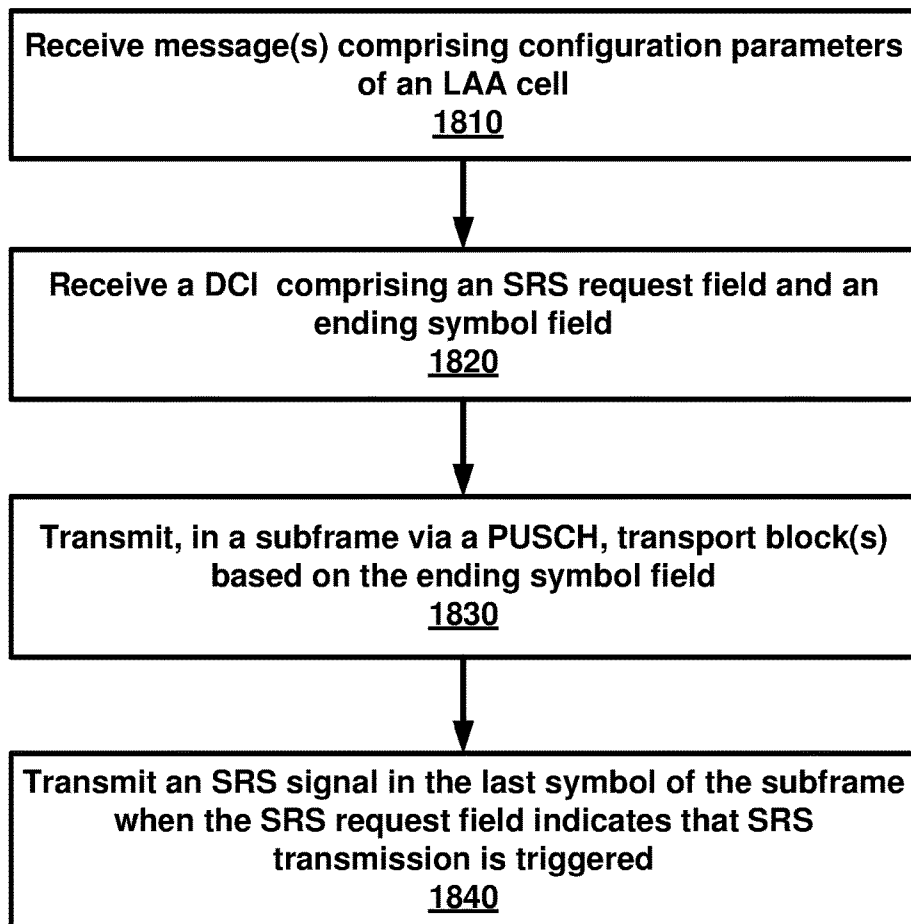 Receive message(s) comprising configuration parameters
of an LAA cell
1810
Receive a DCI comprising an SRS request field and an
ending symbol field
1820
Transmit, in a subframe via a PUSCH, transport block(s)
based on the ending symbol field
1830
Transmit an SRS signal in the last symbol of the subframe
when the SRS request field indicates that SRS
transmission is triggered
1840